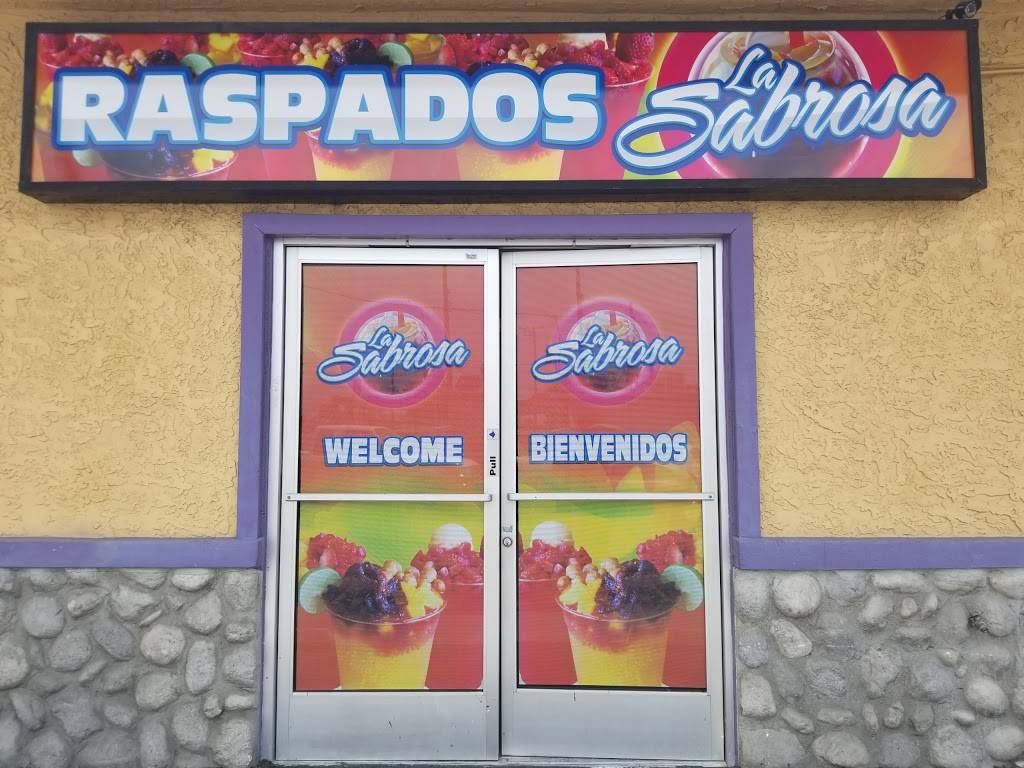 RASPADOS La Sabrosa
La Sabrosa
WELCOME
Pull
La Sabrosa
BIENVENIDOS